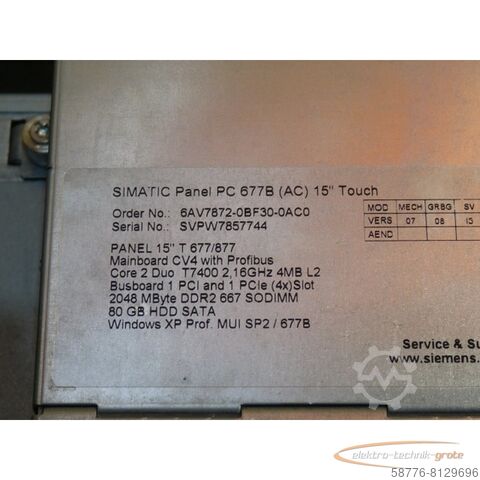 SIMATIC Panel PC 677B (AC) 15" Touch
Order No.: 6AV7872-0BF30-0AC0
Serial No.: SVPW7857744
MOD MECH GRBG SV
VERS 07 08 13
AEND
PANEL 15" T 677/877
Mainboard CV4 with Profibus
Core 2 Duo T7400 2,16GHz 4MB L2
Busboard 1 PCI and 1 PCIe (4x)Slot
2048 MByte DDR2 667 SODIMM
80 GB HDD SATA
Windows XP Prof. MUI SP2 / 677B
Service & Su
www.siemens.
elektro-technik-grote
58776-8129696